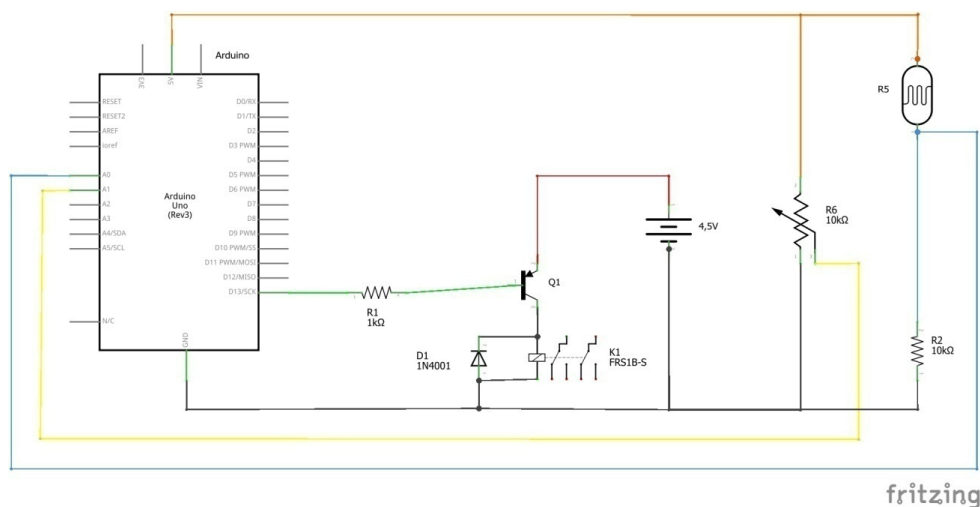 Arduino
3V3
5V
VIN
RESET
RESET2
AREF
Ioref
A0
A1
A2
A3
A4/SDA
A5/SCL
N/C
D0/RX
D1/TX
D2
D3 PWM
D4
D5 PWM
D6 PWM
D7
D8
D9 PWM
D10 PWM/SS
D11 PWM/MOSI
D12/MISO
D13/SCK
GND
Arduino
Uno
(Rev3)
R1
1kΩ
Q1
D1
1N4001
K1
FRS1B-S
4,5V
R5
R6
10kΩ
R2
10kΩ
fritzing